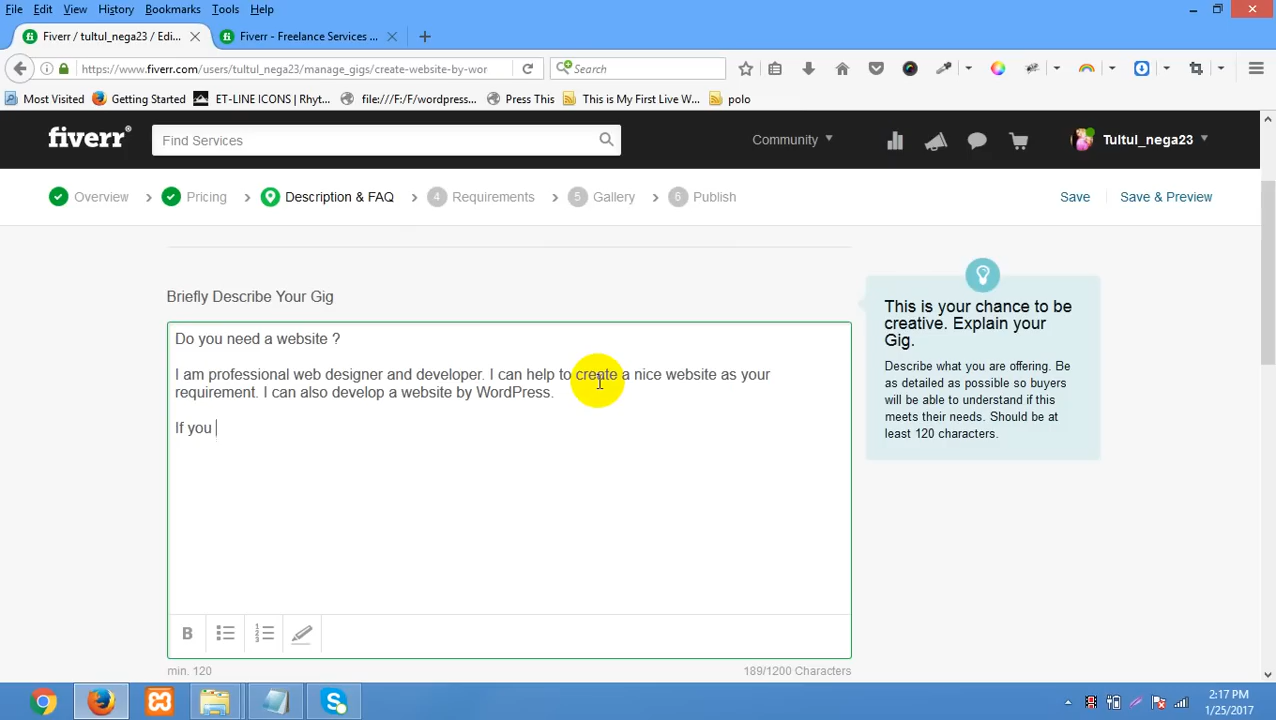 File Edit View History Bookmarks Tools Help
Fiverr / tultul_nega23 / Edi...
Fiverr - Freelance Services ...
https://www.fiverr.com/users/tultul_nega23/manage_gigs/create-website-by-wor
Search
Most Visited Getting Started ET-LINE ICONS | Rhyt... file:///F:/F/wordpress... Press This This is My First Live W... polo
fiverr®
Find Services
Community
Tultul_nega23
Overview Pricing Description & FAQ 4 Requirements 5 Gallery 6 Publish Save Save & Preview
Briefly Describe Your Gig
Do you need a website ?
I am professional web designer and developer. I can help to create a nice website as your
requirement. I can also develop a website by WordPress.
If you
B
min. 120
189/1200 Characters
This is your chance to be
creative. Explain your
Gig.
Describe what you are offering. Be
as detailed as possible so buyers
will be able to understand if this
meets their needs. Should be at
least 120 characters.
2:17 PM
1/25/2017